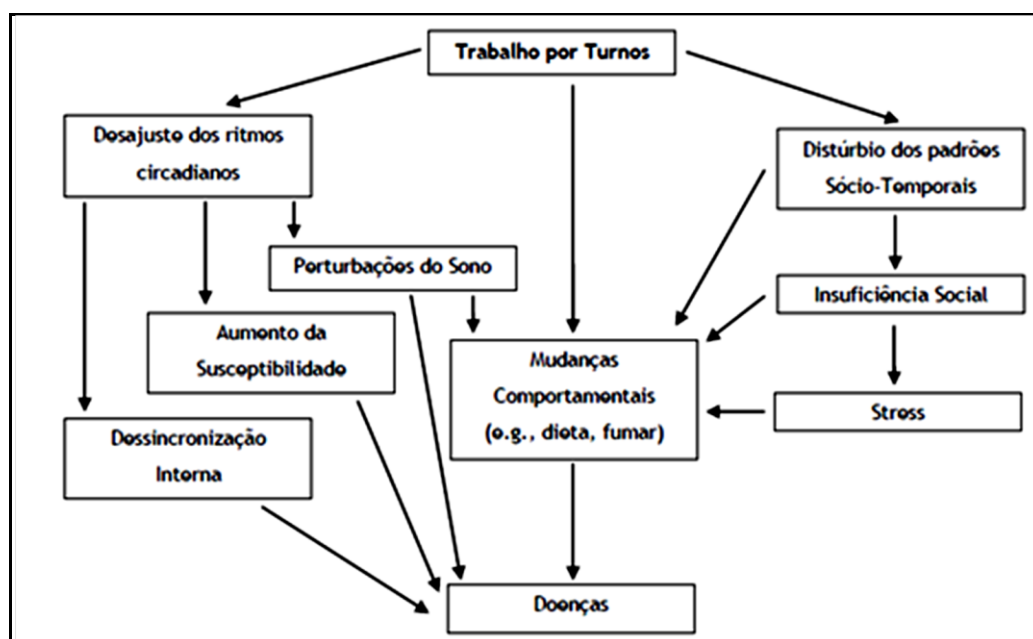 Trabalho por Turnos
Desajuste dos ritmos
circadianos
Distúrbio dos padrões
Sócio-Temporais
Perturbações do Sono
Insuficiência Social
Aumento da
Susceptibilidade
Mudanças
Comportamentais
(e.g., dieta, fumar)
Stress
Dessincronização
Interna
Doenças